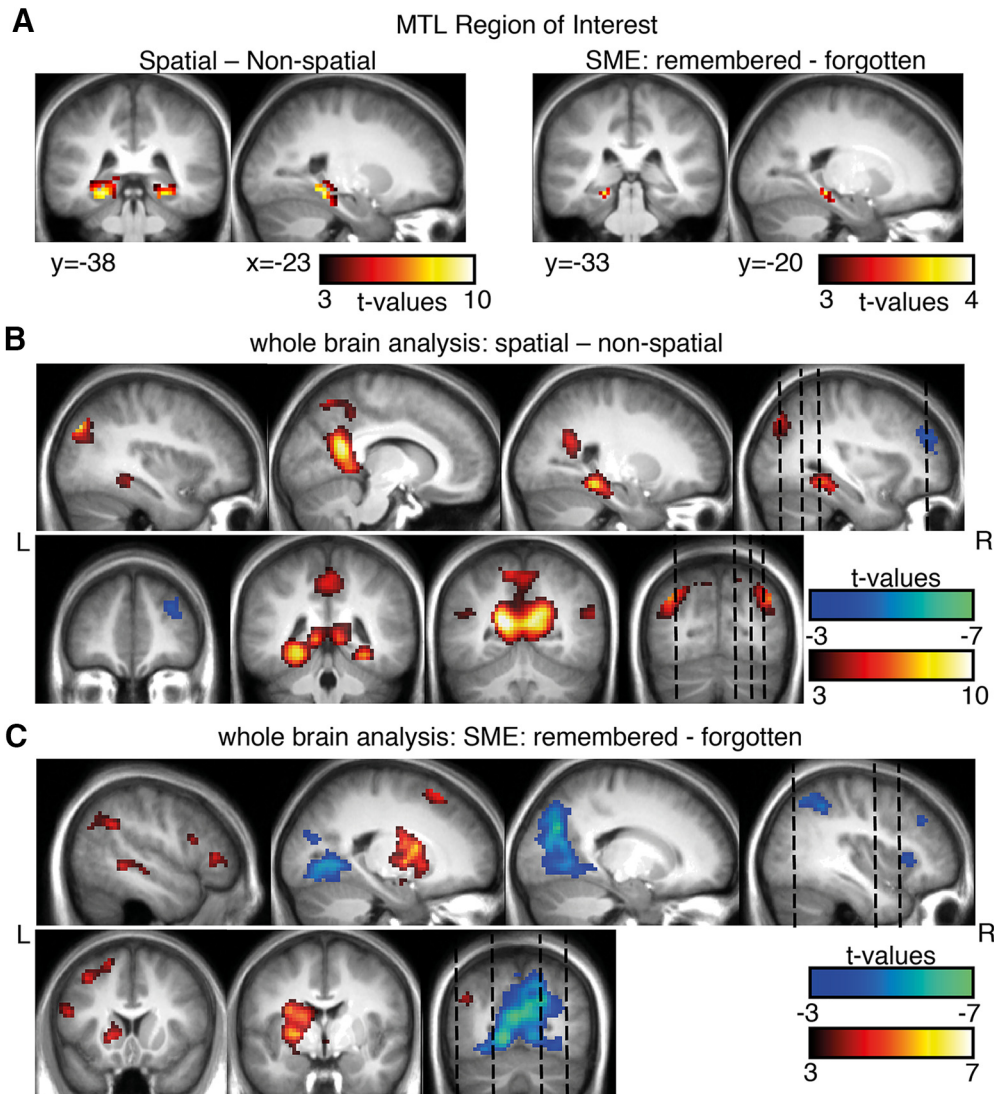 A
MTL Region of Interest
Spatial – Non-spatial
SME: remembered - forgotten
y=-38
x=-23
3 t-values 10
y=-33
y=-20
3 t-values 4
B
whole brain analysis: spatial – non-spatial
L
R
t-values
-3 -7
3 10
C
whole brain analysis: SME: remembered - forgotten
L
R
t-values
-3 -7
3 7